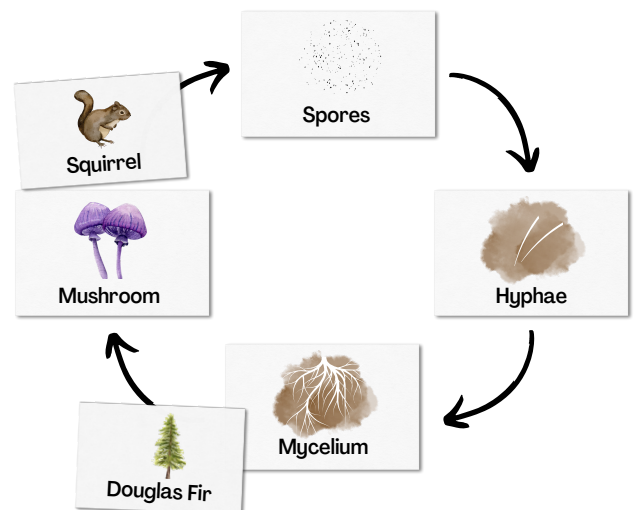 Spores
Squirrel
Mushroom
Hyphae
Mycelium
Douglas Fir